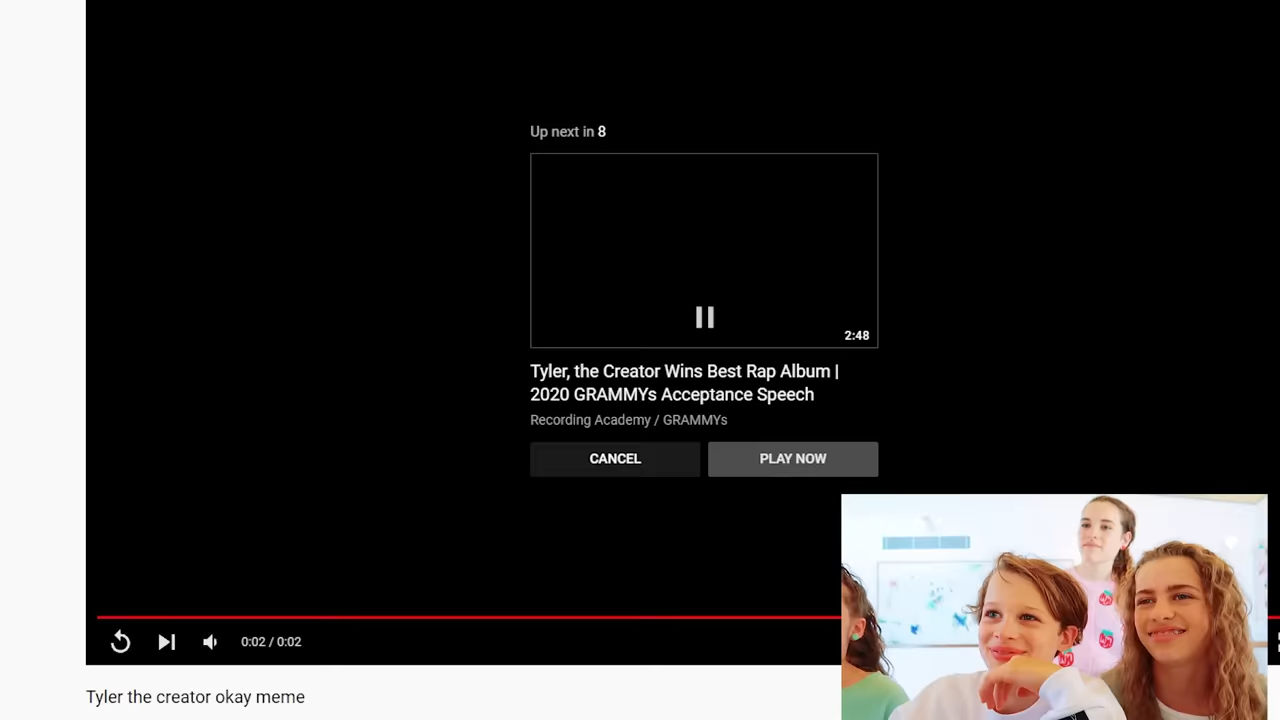 Up next in 8
2:48
Tyler, the Creator Wins Best Rap Album |
2020 GRAMMYs Acceptance Speech
Recording Academy / GRAMMYs
CANCEL PLAY NOW
0:02 / 0:02
Tyler the creator okay meme